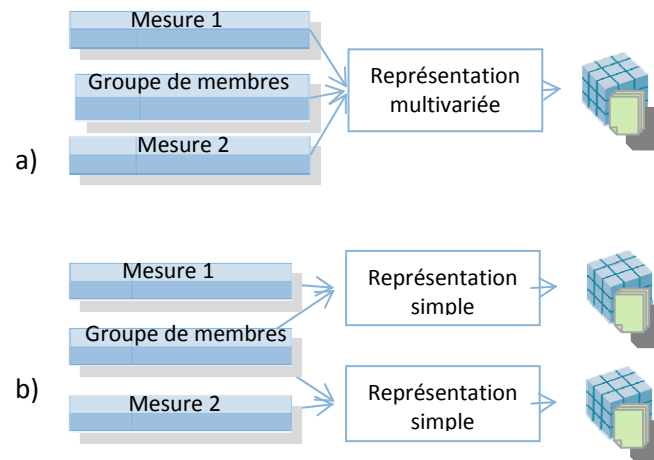 Mesure 1
Groupe de membres
Mesure 2
Représentation
multivariée
a)
Mesure 1
Groupe de membres
Mesure 2
Représentation
simple
Représentation
simple
b)